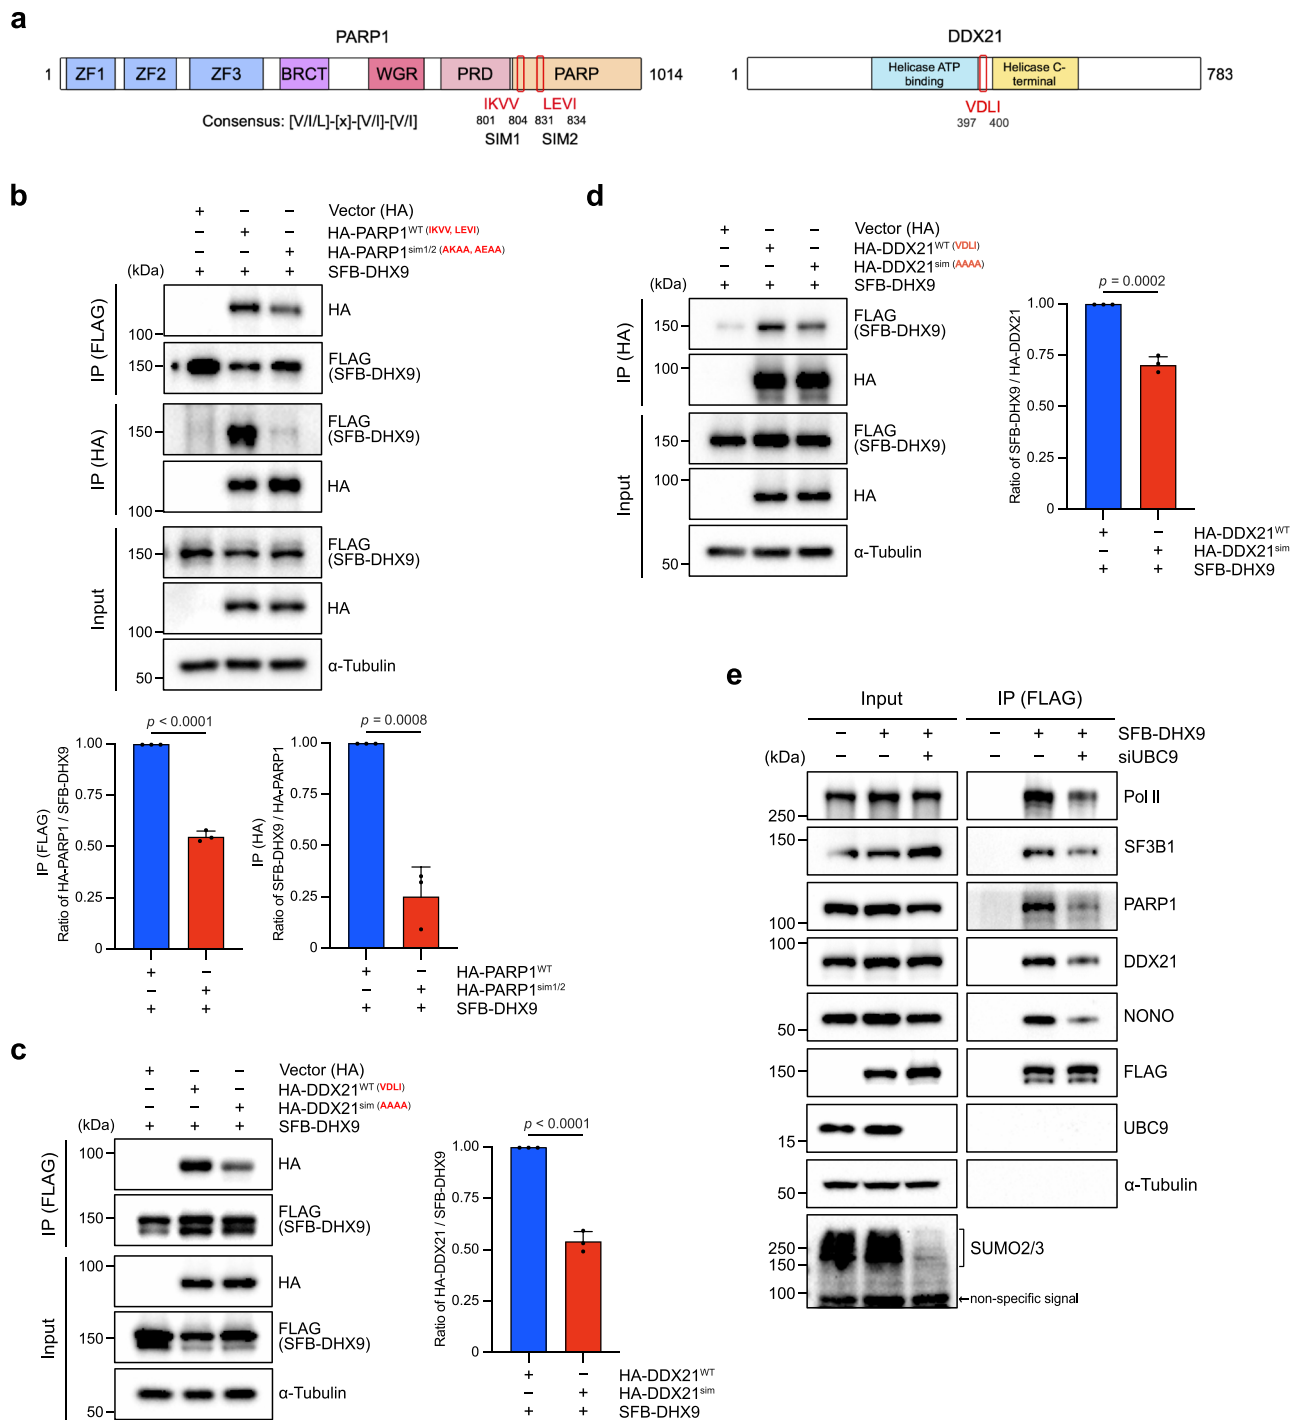 a
PARP1
1 ZF1 ZF2 ZF3 BRCT WGR PRD PARP 1014
IKVV LEVI
801 804 831 834
Consensus: [V/I/L]-[x]-[V/I]-[V/I]
SIM1 SIM2
DDX21
1 Helicase ATP binding Helicase C-terminal 783
VDLI
397 400
b
+ − − Vector (HA)
− + − HA-PARP1WT (IKVV, LEVI)
− − + HA-PARP1sim1/2 (AKAA, AEAA)
(kDa) + + + SFB-DHX9
IP (FLAG)
100 HA
150 FLAG
(SFB-DHX9)
IP (HA)
150 FLAG
(SFB-DHX9)
100 HA
Input
150 FLAG
(SFB-DHX9)
100 HA
50 α-Tubulin
p < 0.0001
IP (FLAG)
Ratio of HA-PARP1 / SFB-DHX9
1.00
0.75
0.50
0.25
0
p = 0.0008
IP (HA)
Ratio of SFB-DHX9 / HA-PARP1
1.00
0.75
0.50
0.25
0
+ − + − HA-PARP1WT
− + − + HA-PARP1sim1/2
+ + + + SFB-DHX9
c
+ − − Vector (HA)
− + − HA-DDX21WT (VDLI)
− − + HA-DDX21sim (AAAA)
(kDa) + + + SFB-DHX9
IP (FLAG)
100 HA
150 FLAG
(SFB-DHX9)
Input
100 HA
150 FLAG
(SFB-DHX9)
50 α-Tubulin
p < 0.0001
Ratio of HA-DDX21 / SFB-DHX9
1.00
0.75
0.50
0.25
0
+ − HA-DDX21WT
− + HA-DDX21sim
+ + SFB-DHX9
d
+ − − Vector (HA)
− + − HA-DDX21WT (VDLI)
− − + HA-DDX21sim (AAAA)
(kDa) + + + SFB-DHX9
IP (HA)
150 FLAG
(SFB-DHX9)
100 HA
Input
150 FLAG
(SFB-DHX9)
100 HA
50 α-Tubulin
p = 0.0002
Ratio of SFB-DHX9 / HA-DDX21
1.00
0.75
0.50
0.25
0
+ − HA-DDX21WT
− + HA-DDX21sim
+ + SFB-DHX9
e
Input IP (FLAG)
− + + − + + SFB-DHX9
(kDa) − − + − − + siUBC9
250 Pol II
150 SF3B1
100 PARP1
100 DDX21
50 NONO
150 FLAG
15 UBC9
50 α-Tubulin
250
150
100
SUMO2/3
←non-specific signal